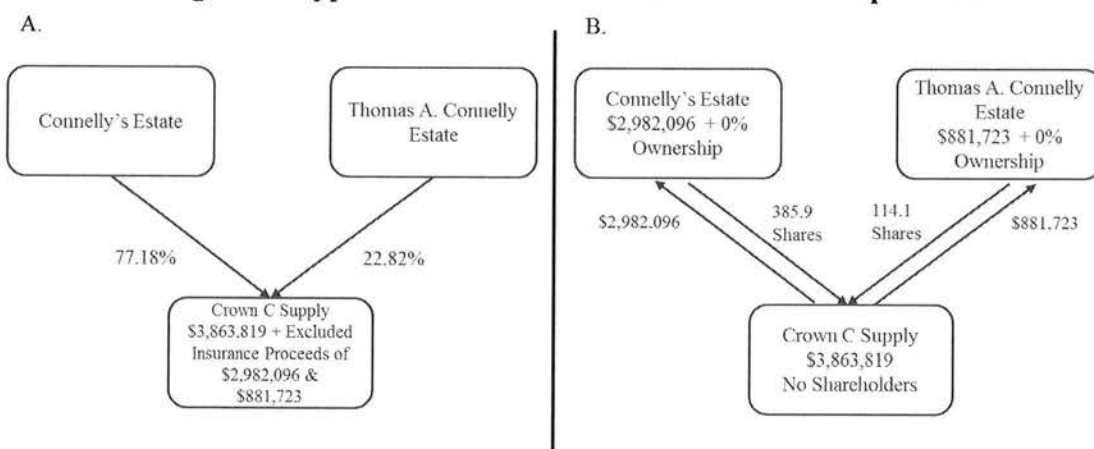 A.
Connelly's Estate
Thomas A. Connelly
Estate
77.18%
22.82%
Crown C Supply
$3,863,819 + Excluded
Insurance Proceeds of
$2,982,096 &
$881,723
B.
Connelly's Estate
$2,982,096 + 0%
Ownership
Thomas A. Connelly
Estate
$881,723 + 0%
Ownership
$2,982,096
385.9
Shares
114.1
Shares
$881,723
Crown C Supply
$3,863,819
No Shareholders